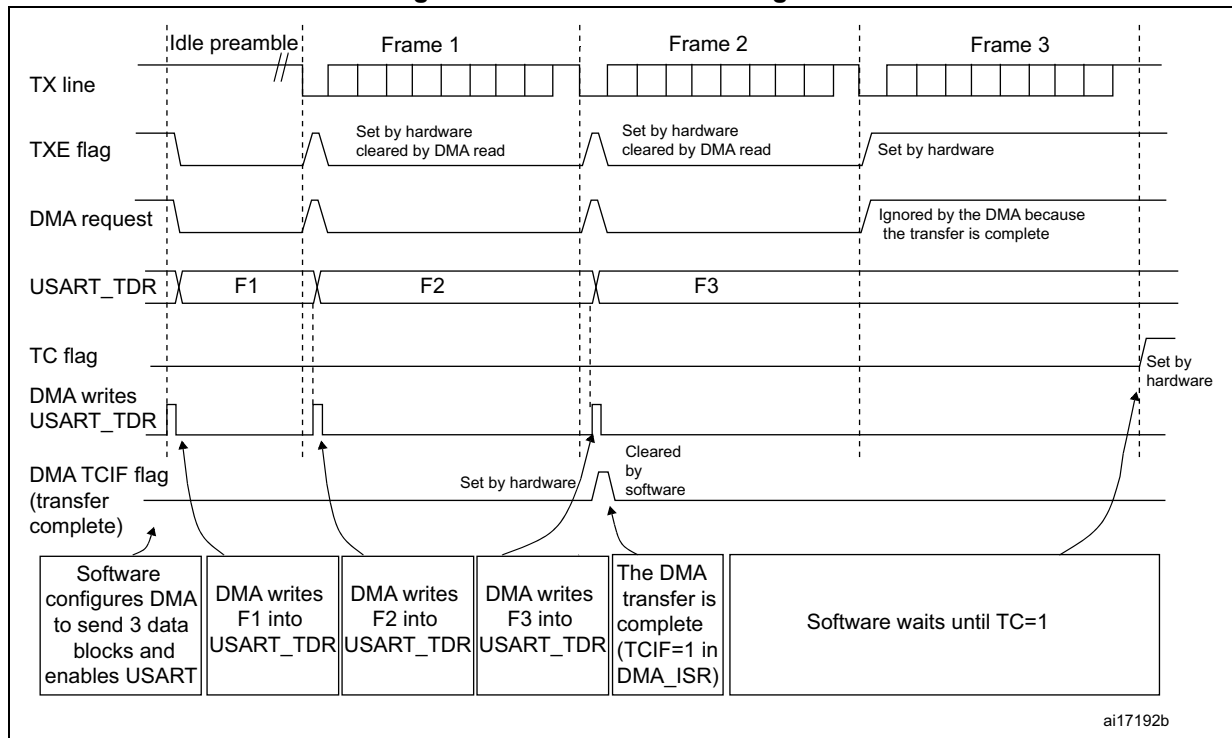 Idle preamble
Frame 1
Frame 2
Frame 3
TX line
TXE flag
Set by hardware
cleared by DMA read
Set by hardware
cleared by DMA read
Set by hardware
DMA request
Ignored by the DMA because
the transfer is complete
USART_TDR
F1
F2
F3
TC flag
Set by
hardware
DMA writes
USART_TDR
DMA TCIF flag
(transfer
complete)
Set by hardware
Cleared
by
software
Software
configures DMA
to send 3 data
blocks and
enables USART
DMA writes
F1 into
USART_TDR
DMA writes
F2 into
USART_TDR
DMA writes
F3 into
USART_TDR
The DMA
transfer is
complete
(TCIF=1 in
DMA_ISR)
Software waits until TC=1
ai17192b